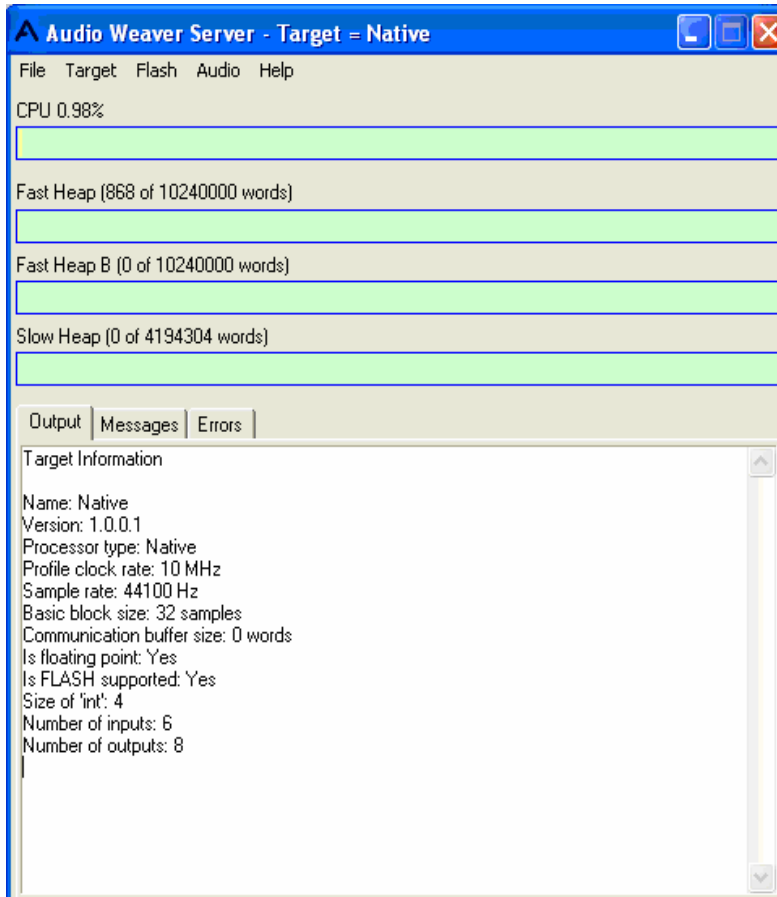 Audio Weaver Server - Target = Native
File Target Flash Audio Help
CPU 0.98%
Fast Heap (868 of 10240000 words)
Fast Heap B (0 of 10240000 words)
Slow Heap (0 of 4194304 words)
Output Messages Errors
Target Information
Name: Native
Version: 1.0.0.1
Processor type: Native
Profile clock rate: 10 MHz
Sample rate: 44100 Hz
Basic block size: 32 samples
Communication buffer size: 0 words
Is floating point: Yes
Is FLASH supported: Yes
Size of 'int': 4
Number of inputs: 6
Number of outputs: 8